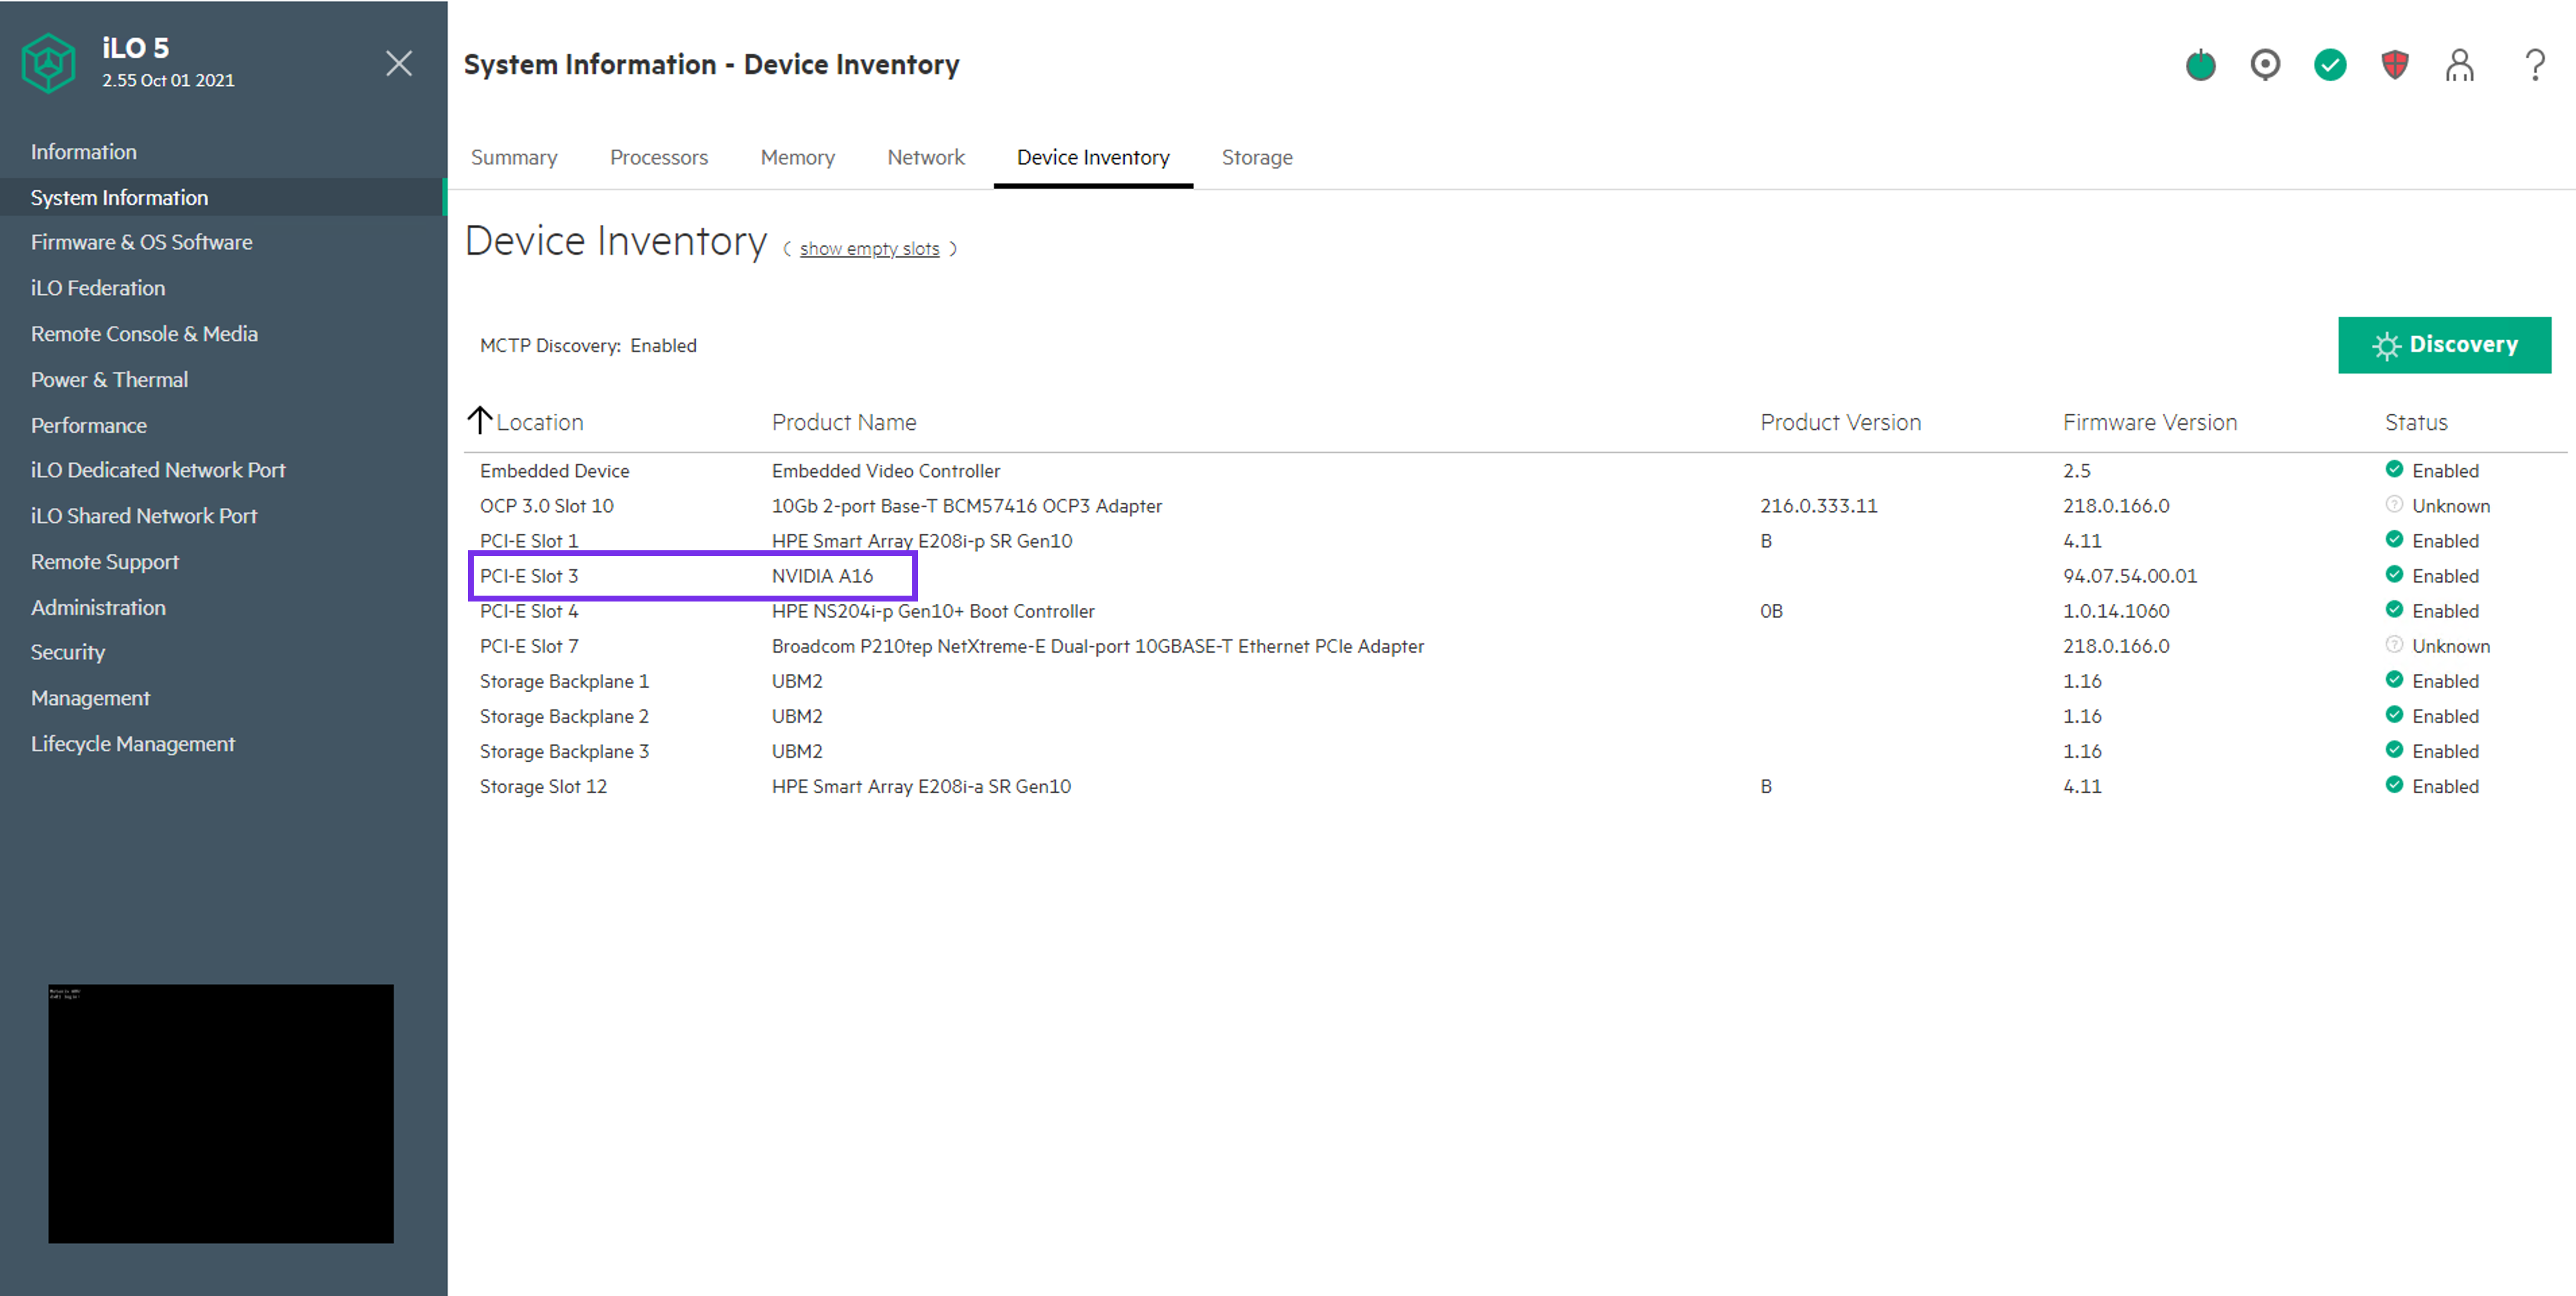 iLO 5
2.55 Oct 01 2021
Information
System Information
Firmware & OS Software
iLO Federation
Remote Console & Media
Power & Thermal
Performance
iLO Dedicated Network Port
iLO Shared Network Port
Remote Support
Administration
Security
Management
Lifecycle Management
System Information - Device Inventory
Summary Processors Memory Network Device Inventory Storage
Device Inventory ( show empty slots )
MCTP Discovery: Enabled
Discovery
Location Product Name Product Version Firmware Version Status
Embedded Device Embedded Video Controller 2.5 Enabled
OCP 3.0 Slot 10 10Gb 2-port Base-T BCM57416 OCP3 Adapter 216.0.333.11 218.0.166.0 Unknown
PCI-E Slot 1 HPE Smart Array E208i-p SR Gen10 B 4.11 Enabled
PCI-E Slot 3 NVIDIA A16 94.07.54.00.01 Enabled
PCI-E Slot 4 HPE NS204i-p Gen10+ Boot Controller 0B 1.0.14.1060 Enabled
PCI-E Slot 7 Broadcom P210tep NetXtreme-E Dual-port 10GBASE-T Ethernet PCIe Adapter 218.0.166.0 Unknown
Storage Backplane 1 UBM2 1.16 Enabled
Storage Backplane 2 UBM2 1.16 Enabled
Storage Backplane 3 UBM2 1.16 Enabled
Storage Slot 12 HPE Smart Array E208i-a SR Gen10 B 4.11 Enabled